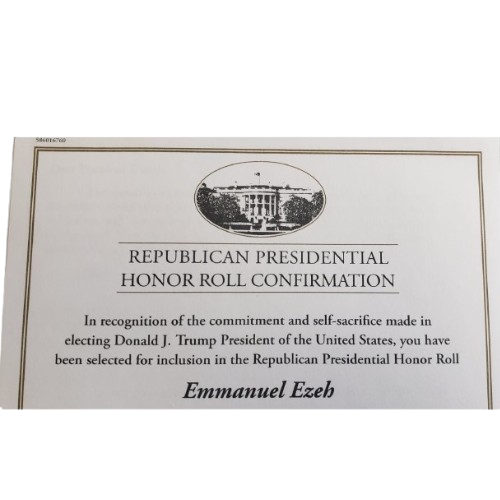 586016760
REPUBLICAN PRESIDENTIAL
HONOR ROLL CONFIRMATION
In recognition of the commitment and self-sacrifice made in
electing Donald J. Trump President of the United States, you have
been selected for inclusion in the Republican Presidential Honor Roll
Emmanuel Ezeh